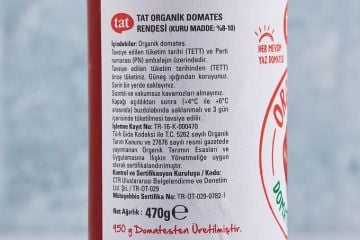 tat
TAT ORGANİK DOMATES
RENDESİ (KURU MADDE: %8-10)
İçindekiler: Organik domates.
Tavsiye edilen tüketim tarihi (TETT) ve Parti
numarası (PN) ambalajın üzerindedir.
Tavsiye edilen tüketim tarihinden (TETT)
önce tüketiniz. Güneş ışığından koruyunuz.
Serin bir yerde saklayınız.
Sızıntılı ve vakumsuz kavanozları almayınız.
Kapağı açıldıktan sonra (+4°C ile +6°C
arasında) buzdolabında saklanmalı ve 3 gün
içerisinde tüketilmelidir.
İşletme Kayıt No: TR-16-K-000470
Türk Gıda Kodeksi ile T.C. 5262 sayılı Organik
Tarım Kanunu ve 27676 sayılı resmi gazetede
yayınlanan Organik Tarımın Esasları ve
Uygulamasına İlişkin Yönetmeliğe uygun
olarak sertifikalandırılmıştır.
Kontrol ve Sertifikasyon Kuruluşu / Kodu:
CTR Uluslararası Belgelendirme ve Denetim
Ltd. Şti. / TR-OT-029
Müteşebbis Sertifika No: TR-OT-029-0782-İ
Net Ağırlık : 470g e
950 g Domatesten Üretilmiştir.
HER MEVSİM
YAZ DOMATESİ